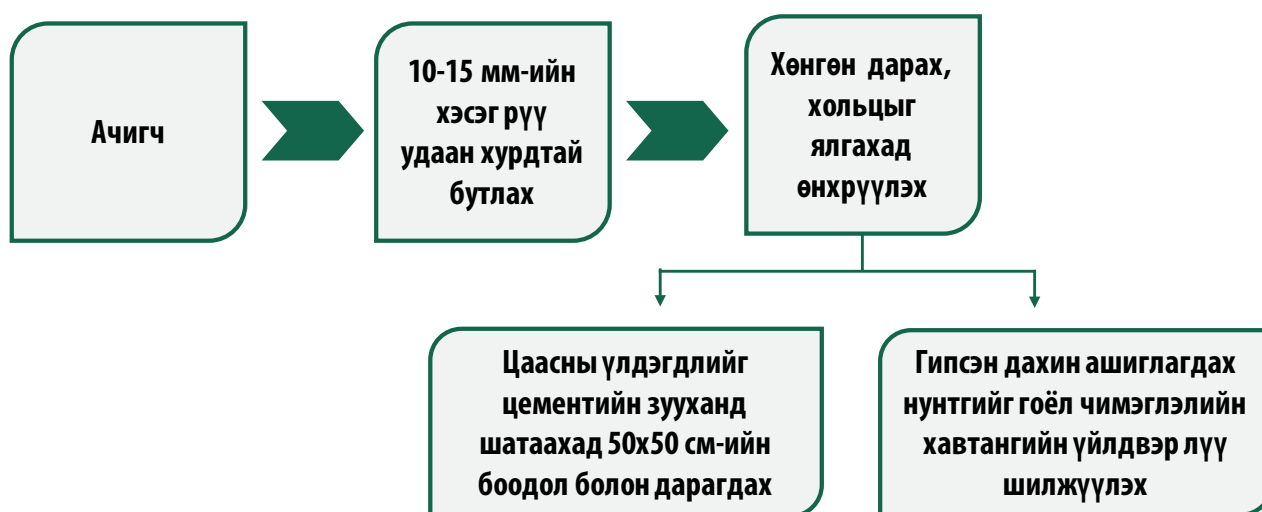 Ачигч
10-15 мм-ийн
хэсэг рүү
удаан хурдтай
бутлах
Хөнгөн дарах,
хольцыг
ялгахад
өнхрүүлэх
Цаасны үлдэгдлийг
цементийн зууханд
шатаахад 50x50 см-ийн
боодол болон дарагдах
Гипсэн дахин ашиглагдах
нунтгийг гоёл чимэглэлийн
хавтангийн үйлдвэр лүү
шилжүүлэх